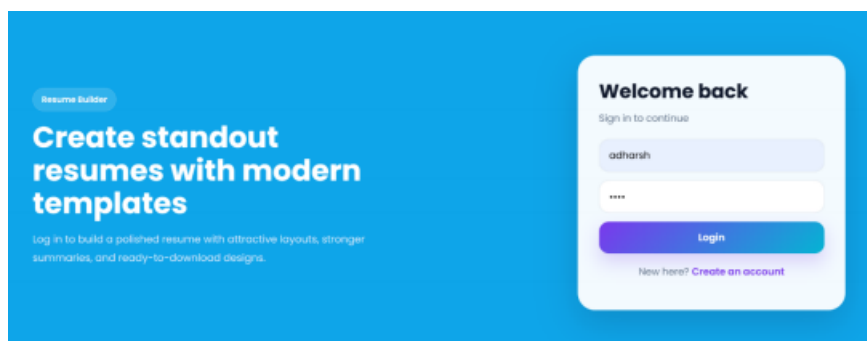 Resume Builder
Create standout
resumes with modern
templates
Log in to build a polished resume with attractive layouts, stronger
summaries, and ready-to-download designs.
Welcome back
Sign in to continue
adharsh
••••
Login
New here? Create an account